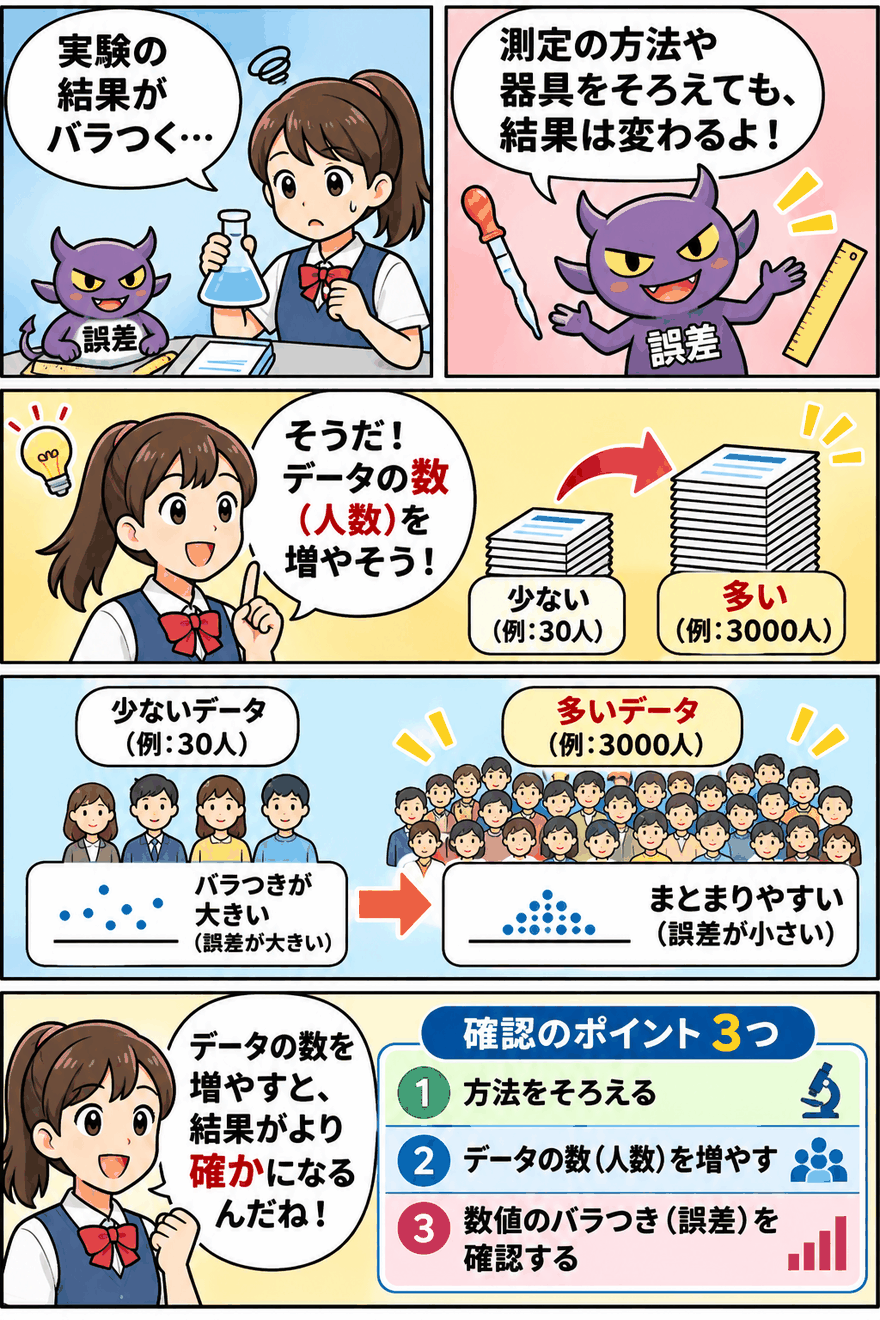 実験の
結果が
バラつく…
誤差
測定の方法や
器具をそろえても、
結果は変わるよ！
誤差
そうだ！
データの数
（人数）を
増やそう！
少ない
（例：30人）
多い
（例：3000人）
少ないデータ
（例：30人）
多いデータ
（例：3000人）
バラつきが
大きい
（誤差が大きい）
まとまりやすい
（誤差が小さい）
データの数を
増やすと、
結果がより
確かになる
んだね！
確認のポイント 3つ
1 方法をそろえる
2 データの数（人数）を増やす
3 数値のバラつき（誤差）を
確認する